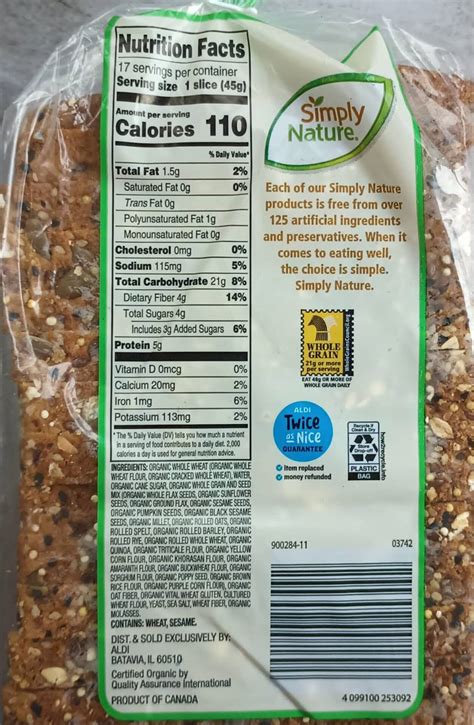 Nutrition Facts
17 servings per container
Serving size 1 slice (45g)
Amount per serving
Calories 110
% Daily Value*
Total Fat 1.5g 2%
Saturated Fat 0g 0%
Trans Fat 0g
Polyunsaturated Fat 1g
Monounsaturated Fat 0g
Cholesterol 0mg 0%
Sodium 115mg 5%
Total Carbohydrate 21g 8%
Dietary Fiber 4g 14%
Total Sugars 4g
Includes 3g Added Sugars 6%
Protein 5g
Vitamin D 0mcg 0%
Calcium 20mg 2%
Iron 1mg 6%
Potassium 113mg 2%
*The % Daily Value (DV) tells you how much a nutrient
in a serving of food contributes to a daily diet. 2,000
calories a day is used for general nutrition advice.
INGREDIENTS: ORGANIC WHOLE WHEAT (ORGANIC WHOLE
WHEAT FLOUR, ORGANIC CRACKED WHOLE WHEAT), WATER,
ORGANIC CANE SUGAR, ORGANIC WHOLE GRAIN AND SEED
MIX (ORGANIC WHOLE FLAX SEEDS, ORGANIC SUNFLOWER
SEEDS, ORGANIC GROUND FLAX, ORGANIC SESAME SEEDS,
ORGANIC PUMPKIN SEEDS, ORGANIC BLACK SESAME
SEEDS, ORGANIC MILLET, ORGANIC ROLLED OATS, ORGANIC
ROLLED SPELT, ORGANIC ROLLED BARLEY, ORGANIC
ROLLED RYE, ORGANIC ROLLED WHOLE WHEAT, ORGANIC
QUINOA, ORGANIC TRITICALE FLOUR, ORGANIC YELLOW
CORN FLOUR, ORGANIC KHORASAN FLOUR, ORGANIC
AMARANTH FLOUR, ORGANIC BUCKWHEAT FLOUR, ORGANIC
SORGHUM FLOUR, ORGANIC POPPY SEED, ORGANIC BROWN
RICE FLOUR, ORGANIC PURPLE CORN FLOUR), ORGANIC
OAT FIBER, ORGANIC VITAL WHEAT GLUTEN, CULTURED
WHEAT FLOUR, YEAST, SEA SALT, WHEAT FIBER, ORGANIC
MOLASSES.
CONTAINS: WHEAT, SESAME.
DIST. & SOLD EXCLUSIVELY BY:
ALDI
BATAVIA, IL 60510
Certified Organic by
Quality Assurance International
PRODUCT OF CANADA
Simply
Nature®
Each of our Simply Nature
products is free from over
125 artificial ingredients
and preservatives. When it
comes to eating well,
the choice is simple.
Simply Nature.
WHOLE
GRAIN
21g or more
per serving
WholeGrainsCouncil.org
EAT 48g OR MORE OF
WHOLE GRAIN DAILY
ALDI
Twice
as Nice
GUARANTEE
Item replaced
money refunded
Recycle if
Clean & Dry
Store
Drop-off
PLASTIC
BAG
how2recycle.info
900284-11 03742
4 099100 253092